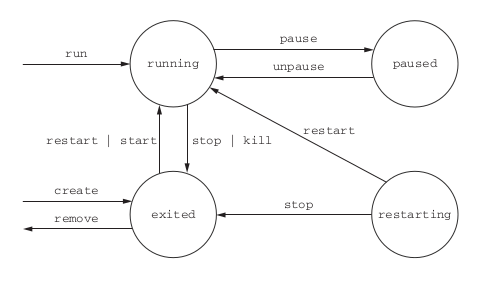 run
running
pause
unpause
paused
restart | start
stop | kill
restart
create
remove
exited
stop
restarting